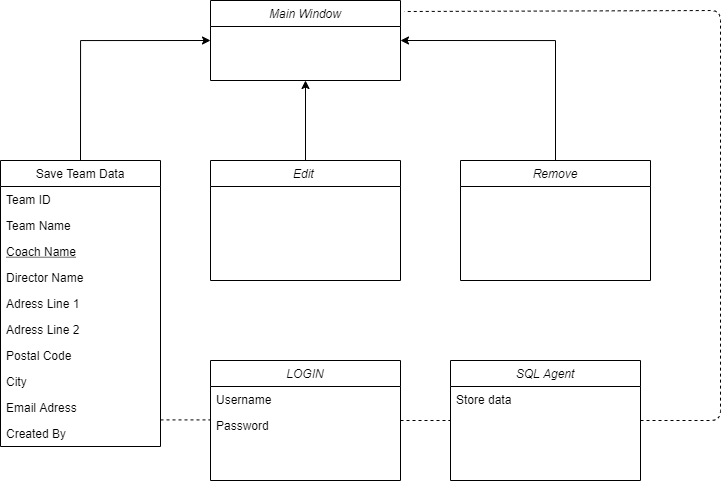 Main Window
Save Team Data
Team ID
Team Name
Coach Name
Director Name
Adress Line 1
Adress Line 2
Postal Code
City
Email Adress
Created By
Edit
Remove
LOGIN
Username
Password
SQL Agent
Store data